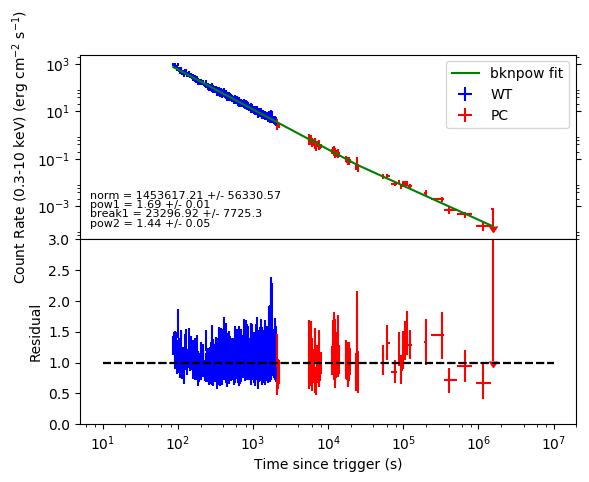 Count Rate (0.3-10 keV) (erg cm⁻² s⁻¹)
10³
10¹
10⁻¹
10⁻³
bknpow fit
WT
PC
norm = 1453617.21 +/- 56330.57
pow1 = 1.69 +/- 0.01
break1 = 23296.92 +/- 7725.3
pow2 = 1.44 +/- 0.05
Residual
3.0
2.5
2.0
1.5
1.0
0.5
0.0
10¹ 10² 10³ 10⁴ 10⁵ 10⁶ 10⁷
Time since trigger (s)